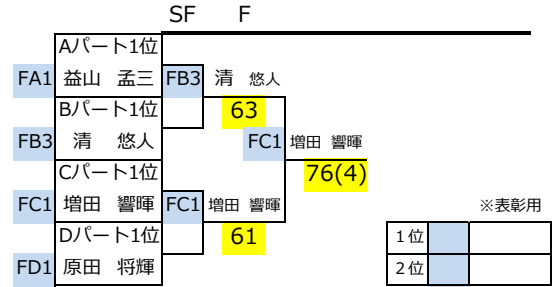 SF F
Aパート1位
FA1 益山 孟三 FB3 清 悠人
Bパート1位 63
FB3 清 悠人 FC1 増田 響暉
Cパート1位 76(4)
FC1 増田 響暉 FC1 増田 響暉 ※表彰用
Dパート1位 61 1位
FD1 原田 将輝 2位